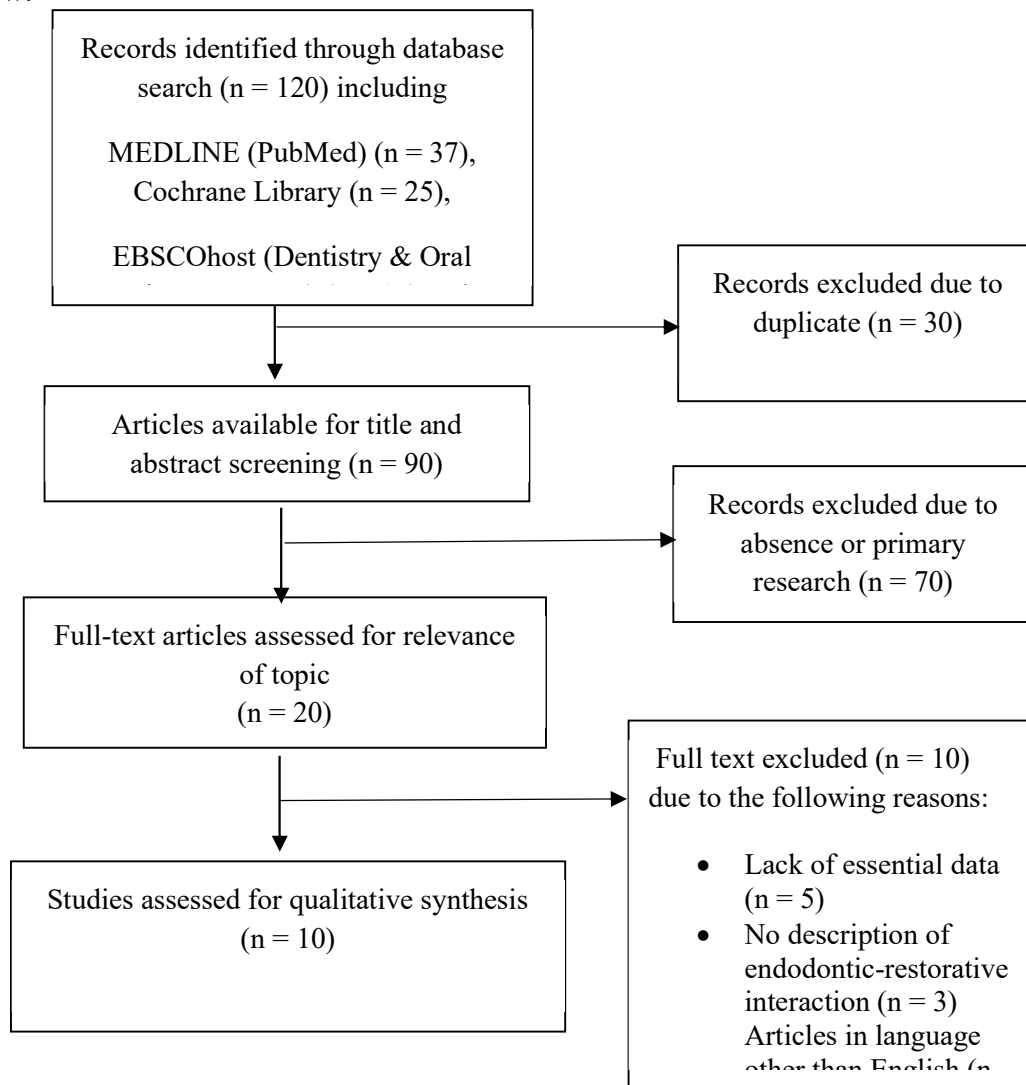 Records identified through database
search (n = 120) including
MEDLINE (PubMed) (n = 37),
Cochrane Library (n = 25),
EBSCOhost (Dentistry & Oral
Records excluded due to
duplicate (n = 30)
Articles available for title and
abstract screening (n = 90)
Records excluded due to
absence or primary
research (n = 70)
Full-text articles assessed for relevance
of topic
(n = 20)
Full text excluded (n = 10)
due to the following reasons:
• Lack of essential data
(n = 5)
• No description of
endodontic-restorative
interaction (n = 3)
Articles in language
other than English (n
Studies assessed for qualitative synthesis
(n = 10)